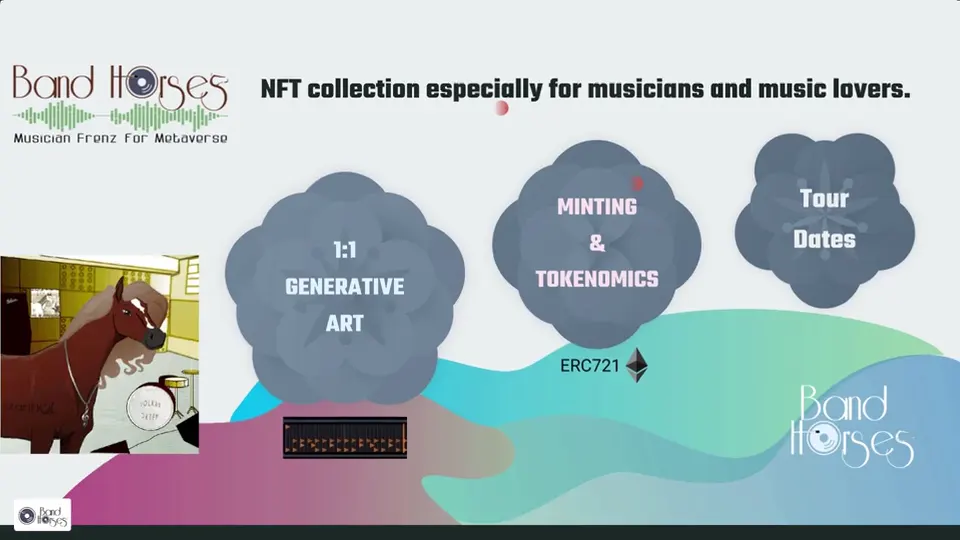 Band Horses
Musician Frenz For Metaverse
NFT collection especially for musicians and music lovers.
1:1
GENERATIVE
ART
MINTING
&
TOKENOMICS
Tour
Dates
ERC721
Band
Horses
Band
Horses